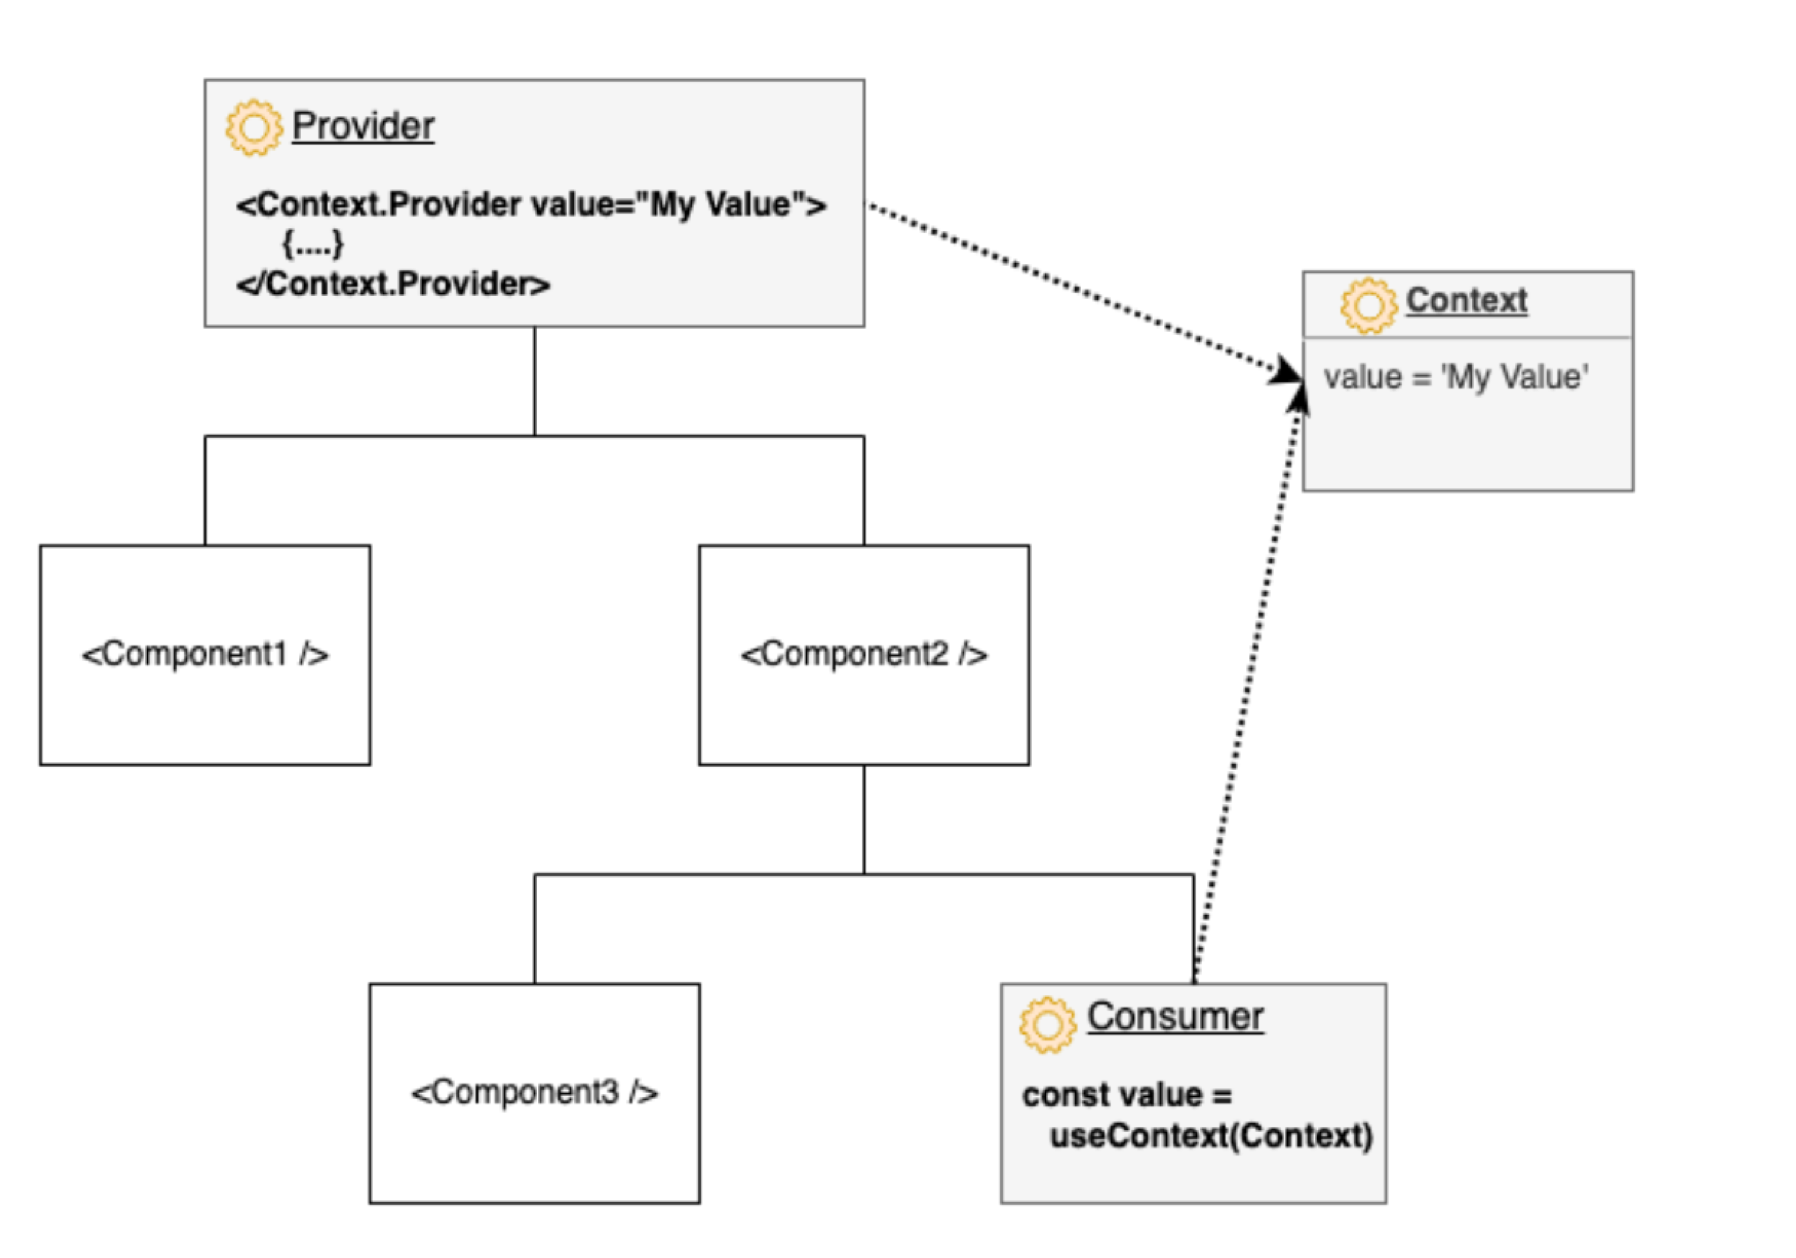 Provider
<Context.Provider value="My Value">
{....}
</Context.Provider>
Context
value = 'My Value'
<Component1 />
<Component2 />
<Component3 />
Consumer
const value =
useContext(Context)